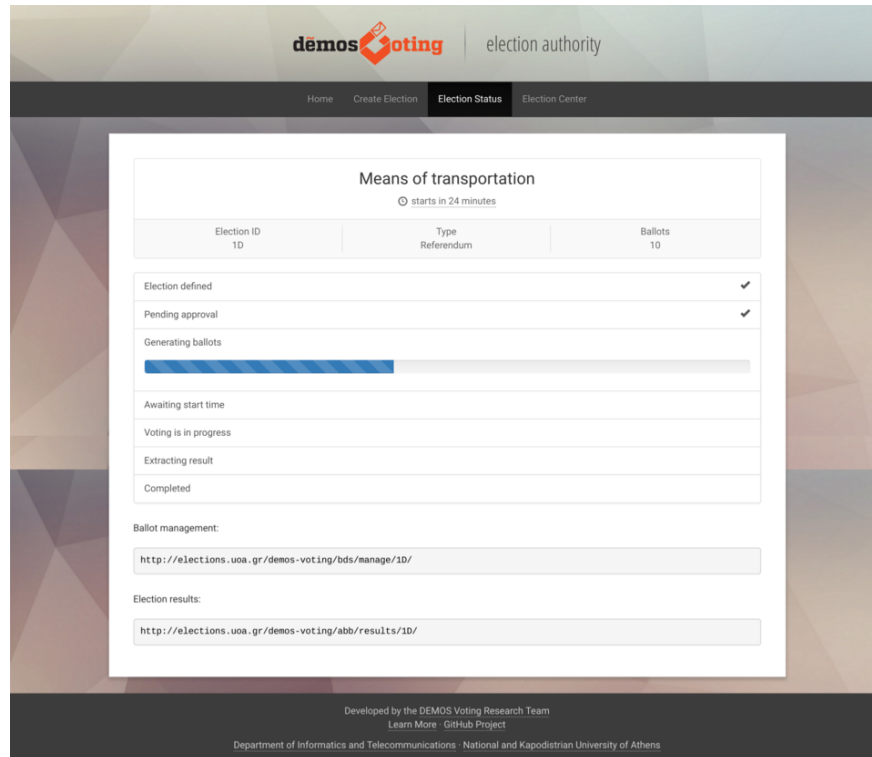 dēmos oting election authority
Home Create Election Election Status Election Center
Means of transportation
starts in 24 minutes
Election ID Type Ballots
1D Referendum 10
Election defined
Pending approval
Generating ballots
Awaiting start time
Voting is in progress
Extracting result
Completed
Ballot management:
http://elections.uoa.gr/demos-voting/bds/manage/1D/
Election results:
http://elections.uoa.gr/demos-voting/abb/results/1D/
Developed by the DEMOS Voting Research Team
Learn More · GitHub Project
Department of Informatics and Telecommunications · National and Kapodistrian University of Athens